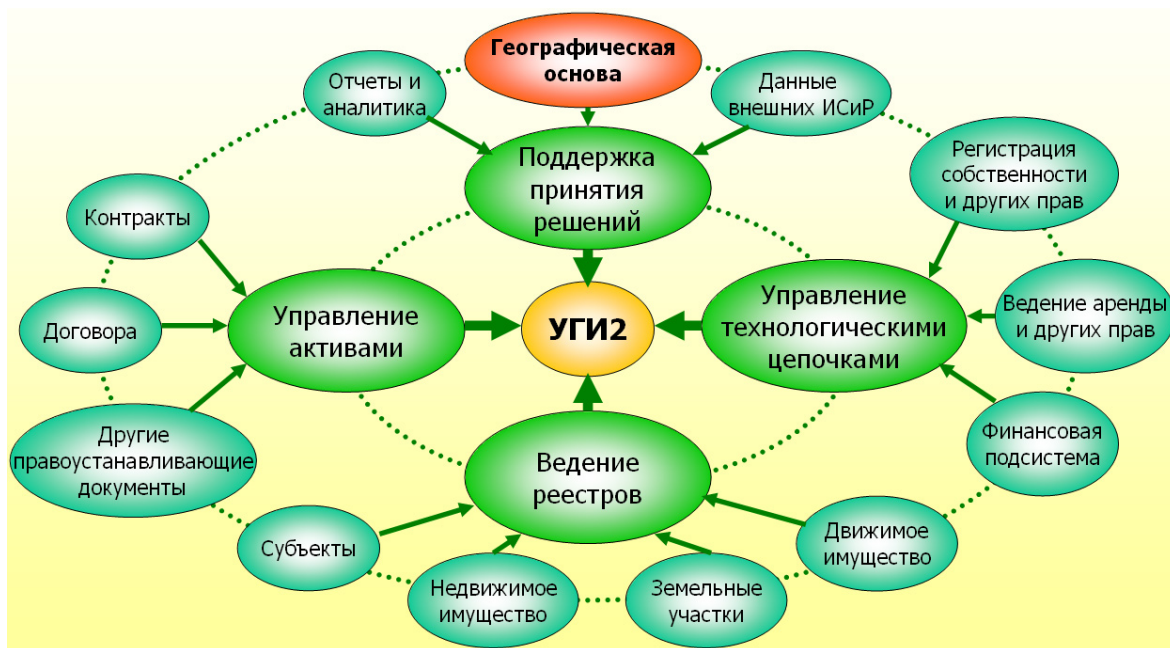 Географическая
основа
Отчеты и
аналитика
Данные
внешних ИСиР
Поддержка
принятия
решений
Регистрация
собственности
и других прав
Контракты
Управление
активами
УГИ2
Управление
технологическими
цепочками
Ведение аренды
и других прав
Договора
Другие
правоустанавливающие
документы
Ведение
реестров
Финансовая
подсистема
Субъекты
Недвижимое
имущество
Земельные
участки
Движимое
имущество